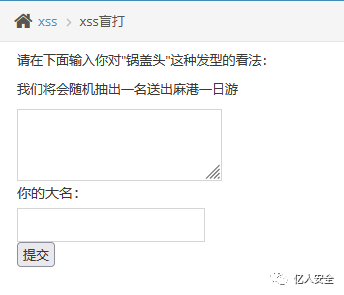 xss > xss盲打
请在下面输入你对"锅盖头"这种发型的看法：
我们将会随机抽出一名送出麻港一日游
你的大名：
提交
亿人安全